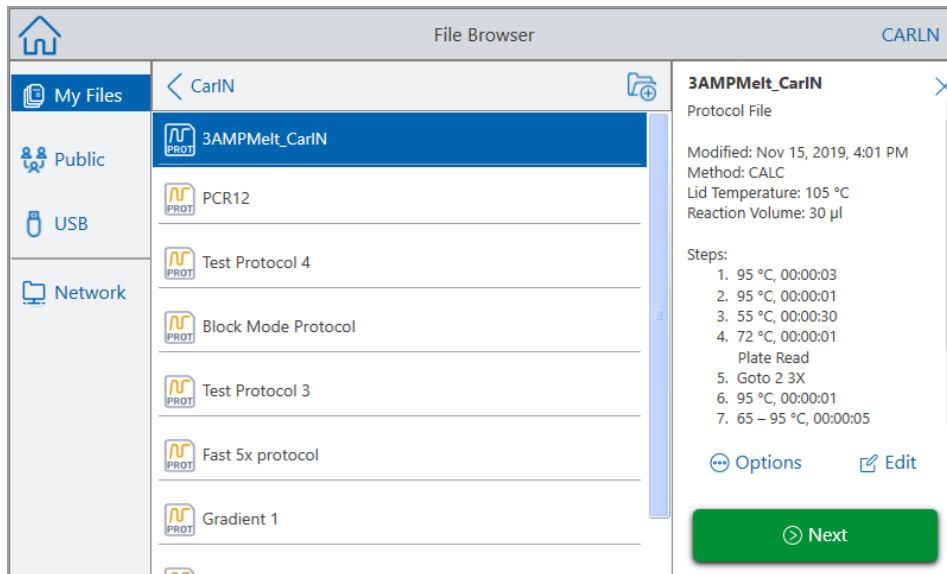 File Browser
CARLN
My Files
Public
USB
Network
CarlN
PROT
3AMPMelt_CarlN
PROT
PCR12
PROT
Test Protocol 4
PROT
Block Mode Protocol
PROT
Test Protocol 3
PROT
Fast 5x protocol
PROT
Gradient 1
3AMPMelt_CarlN
Protocol File
Modified: Nov 15, 2019, 4:01 PM
Method: CALC
Lid Temperature: 105 °C
Reaction Volume: 30 µl
Steps:
1. 95 °C, 00:00:03
2. 95 °C, 00:00:01
3. 55 °C, 00:00:30
4. 72 °C, 00:00:01
Plate Read
5. Goto 2 3X
6. 95 °C, 00:00:01
7. 65 – 95 °C, 00:00:05
Options
Edit
Next